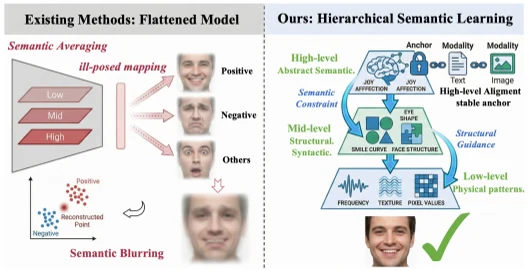 Existing Methods: Flattened Model
Semantic Averaging
ill-posed mapping
Low
Mid
High
Positive
Negative
Others
Positive
Reconstructed
Point
Negative
Semantic Blurring
Ours: Hierarchical Semantic Learning
High-level
Abstract Semantic.
Anchor
Modality
Modality
JOY
AFFFECTION
JOY
AFFFECTION
Text
Image
High-level Aligment
stable anchor
Semantic
Constraint
Mid-level
Structural.
Syntactic.
EYE
SHAPE
SMILE CURVE
FACE STRUCTURE
Structural
Guidance
Low-level
Physical patterns.
FREQUENCY
TEXTURE
PIXEL VALUES